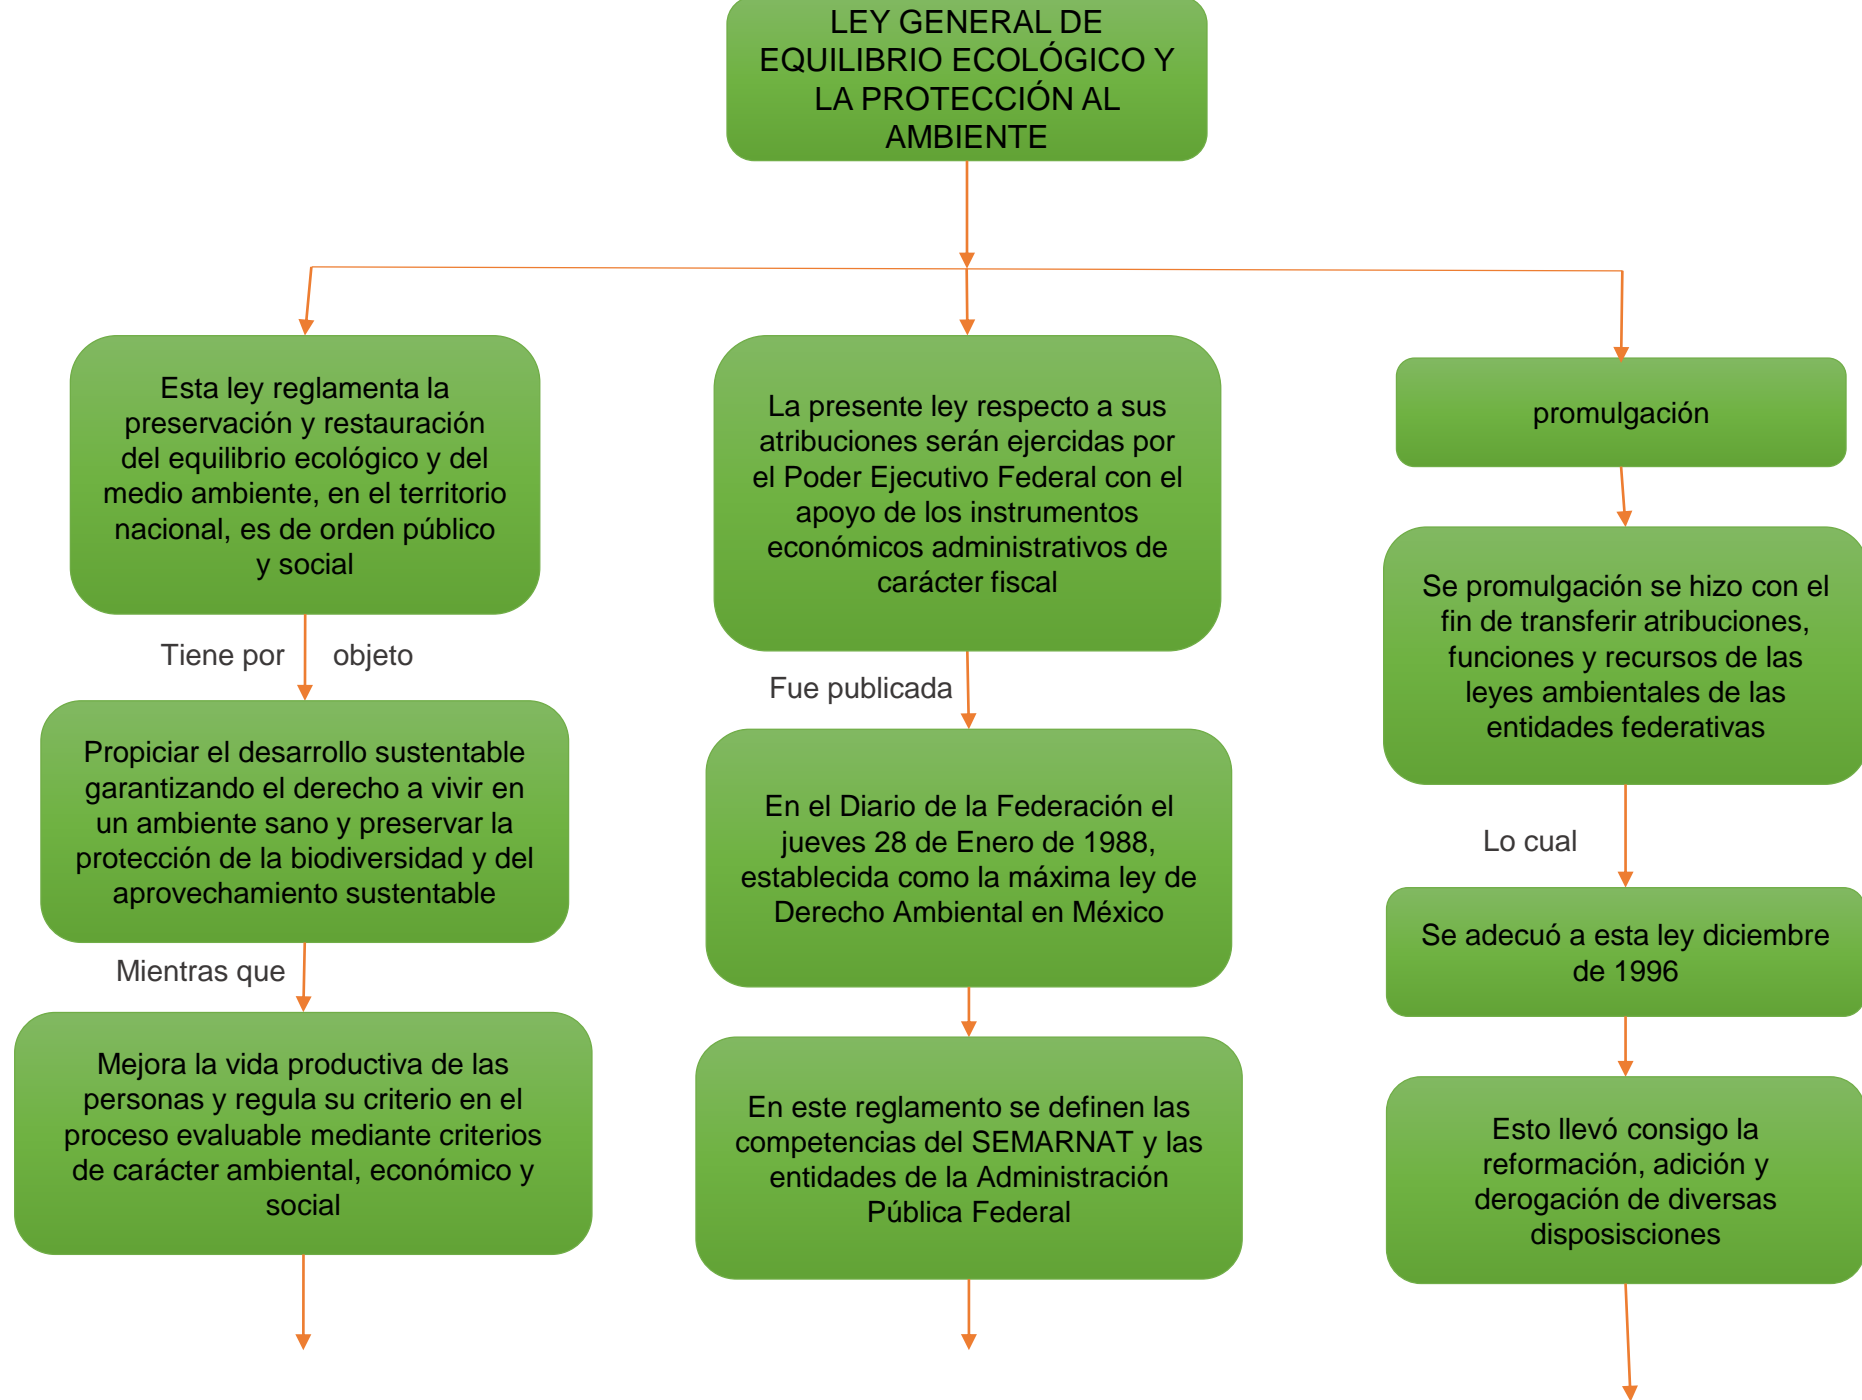 LEY GENERAL DE
EQUILIBRIO ECOLÓGICO Y
LA PROTECCIÓN AL
AMBIENTE
Esta ley reglamenta la
preservación y restauración
del equilibrio ecológico y del
medio ambiente, en el territorio
nacional, es de orden público
y social
Tiene por objeto
Propiciar el desarrollo sustentable
garantizando el derecho a vivir en
un ambiente sano y preservar la
protección de la biodiversidad y del
aprovechamiento sustentable
Mientras que
Mejora la vida productiva de las
personas y regula su criterio en el
proceso evaluable mediante criterios
de carácter ambiental, económico y
social
La presente ley respecto a sus
atribuciones serán ejercidas por
el Poder Ejecutivo Federal con el
apoyo de los instrumentos
económicos administrativos de
carácter fiscal
Fue publicada
En el Diario de la Federación el
jueves 28 de Enero de 1988,
establecida como la máxima ley de
Derecho Ambiental en México
En este reglamento se definen las
competencias del SEMARNAT y las
entidades de la Administración
Pública Federal
promulgación
Se promulgación se hizo con el
fin de transferir atribuciones,
funciones y recursos de las
leyes ambientales de las
entidades federativas
Lo cual
Se adecuó a esta ley diciembre
de 1996
Esto llevó consigo la
reformación, adición y
derogación de diversas
disposisciones